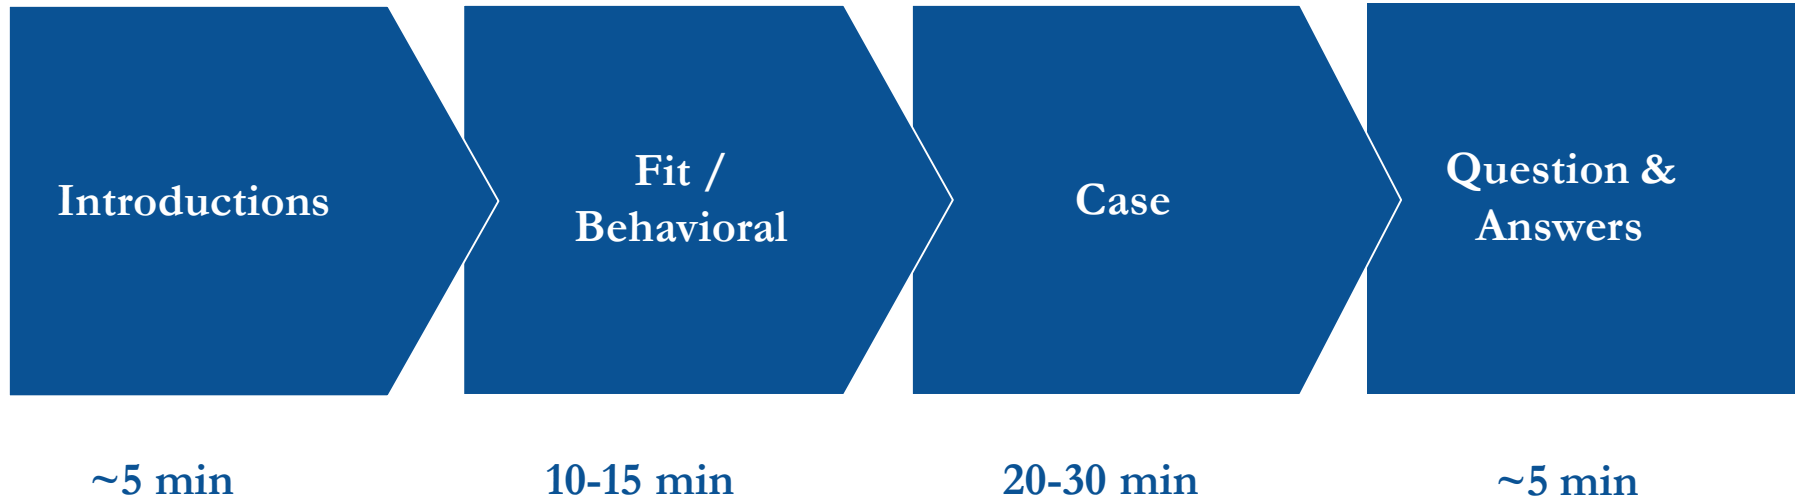 Introductions
Fit /
Behavioral
Case
Question &
Answers
~5 min
10-15 min
20-30 min
~5 min